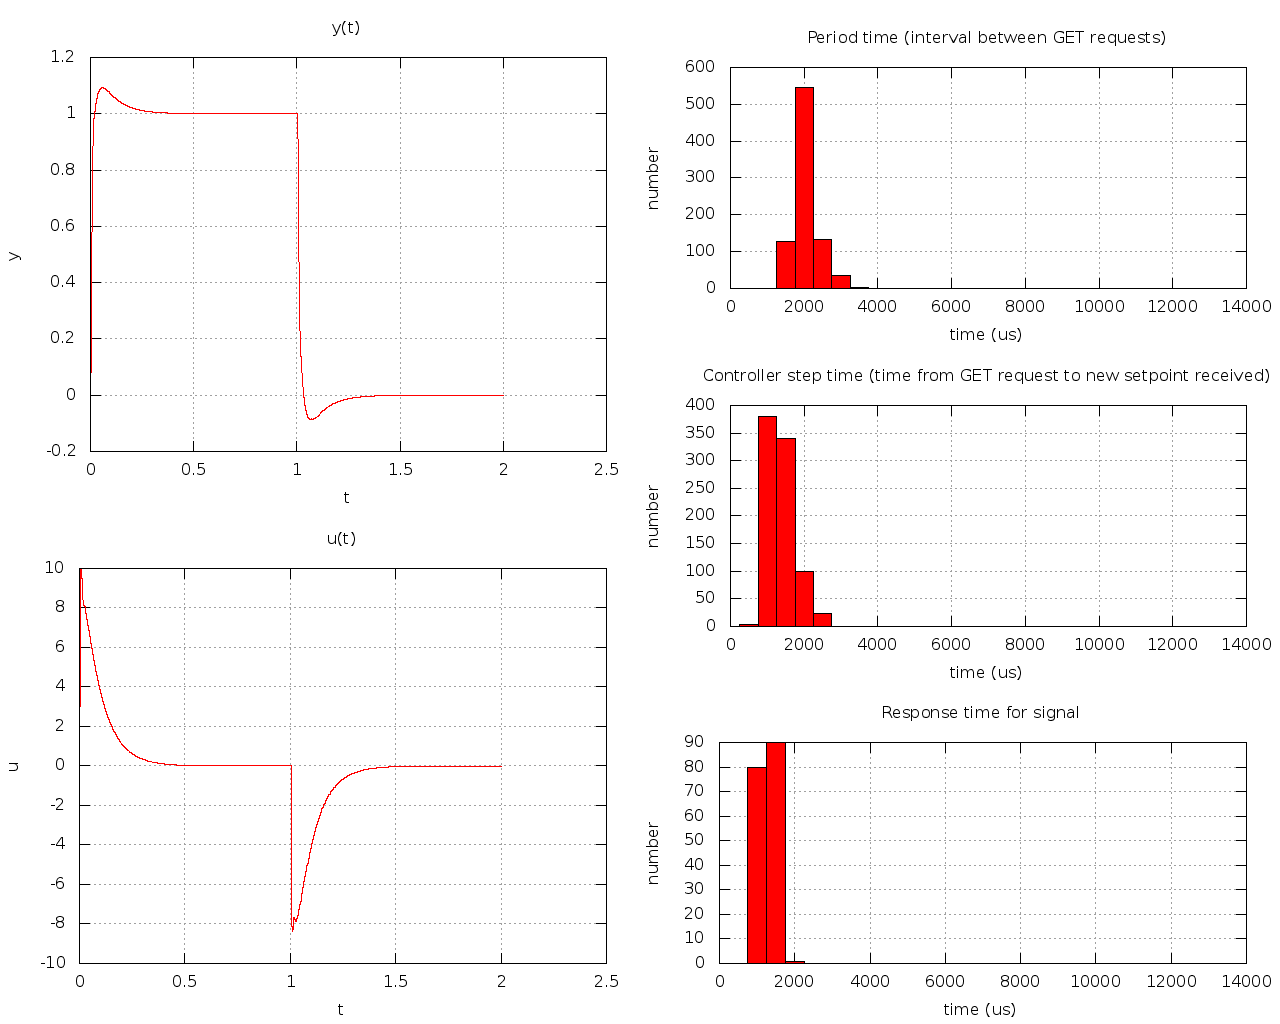 y(t)
1.2
1
0.8
0.6
0.4
0.2
0
-0.2
y
0 0.5 1 1.5 2 2.5
t
u(t)
10
8
6
4
2
0
-2
-4
-6
-8
-10
u
0 0.5 1 1.5 2 2.5
t
Period time (interval between GET requests)
600
500
400
300
200
100
0
number
0 2000 4000 6000 8000 10000 12000 14000
time (us)
Controller step time (time from GET request to new setpoint received)
400
350
300
250
200
150
100
50
0
number
0 2000 4000 6000 8000 10000 12000 14000
time (us)
Response time for signal
90
80
70
60
50
40
30
20
10
0
number
0 2000 4000 6000 8000 10000 12000 14000
time (us)